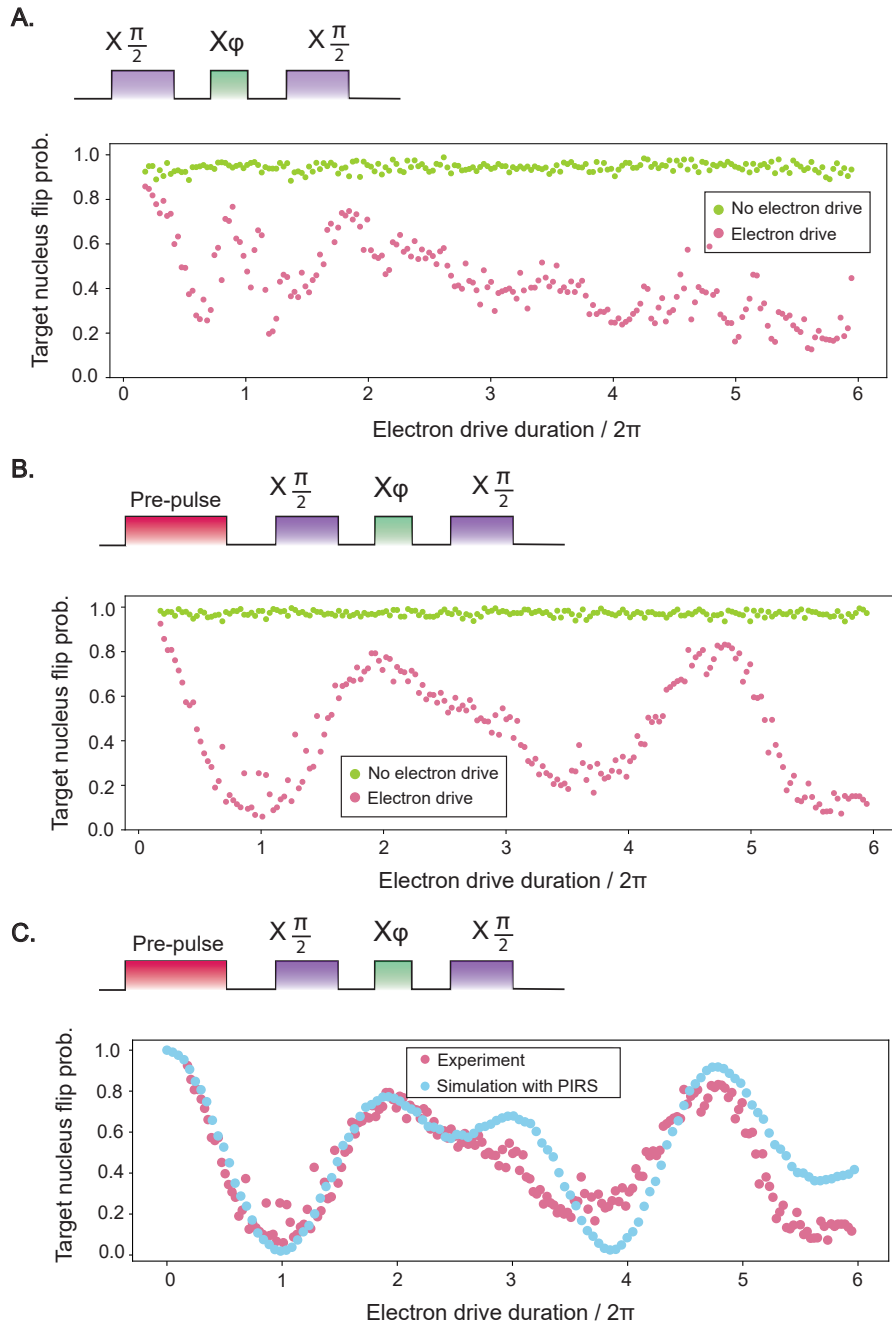 A.
X π/2 Xφ X π/2
Target nucleus flip prob.
1.0
0.8
0.6
0.4
0.2
0.0
No electron drive
Electron drive
0 1 2 3 4 5 6
Electron drive duration / 2π
B.
Pre-pulse X π/2 Xφ X π/2
Target nucleus flip prob.
1.0
0.8
0.6
0.4
0.2
0.0
No electron drive
Electron drive
0 1 2 3 4 5 6
Electron drive duration / 2π
C.
Pre-pulse X π/2 Xφ X π/2
Target nucleus flip prob.
1.0
0.8
0.6
0.4
0.2
0.0
Experiment
Simulation with PIRS
0 1 2 3 4 5 6
Electron drive duration / 2π